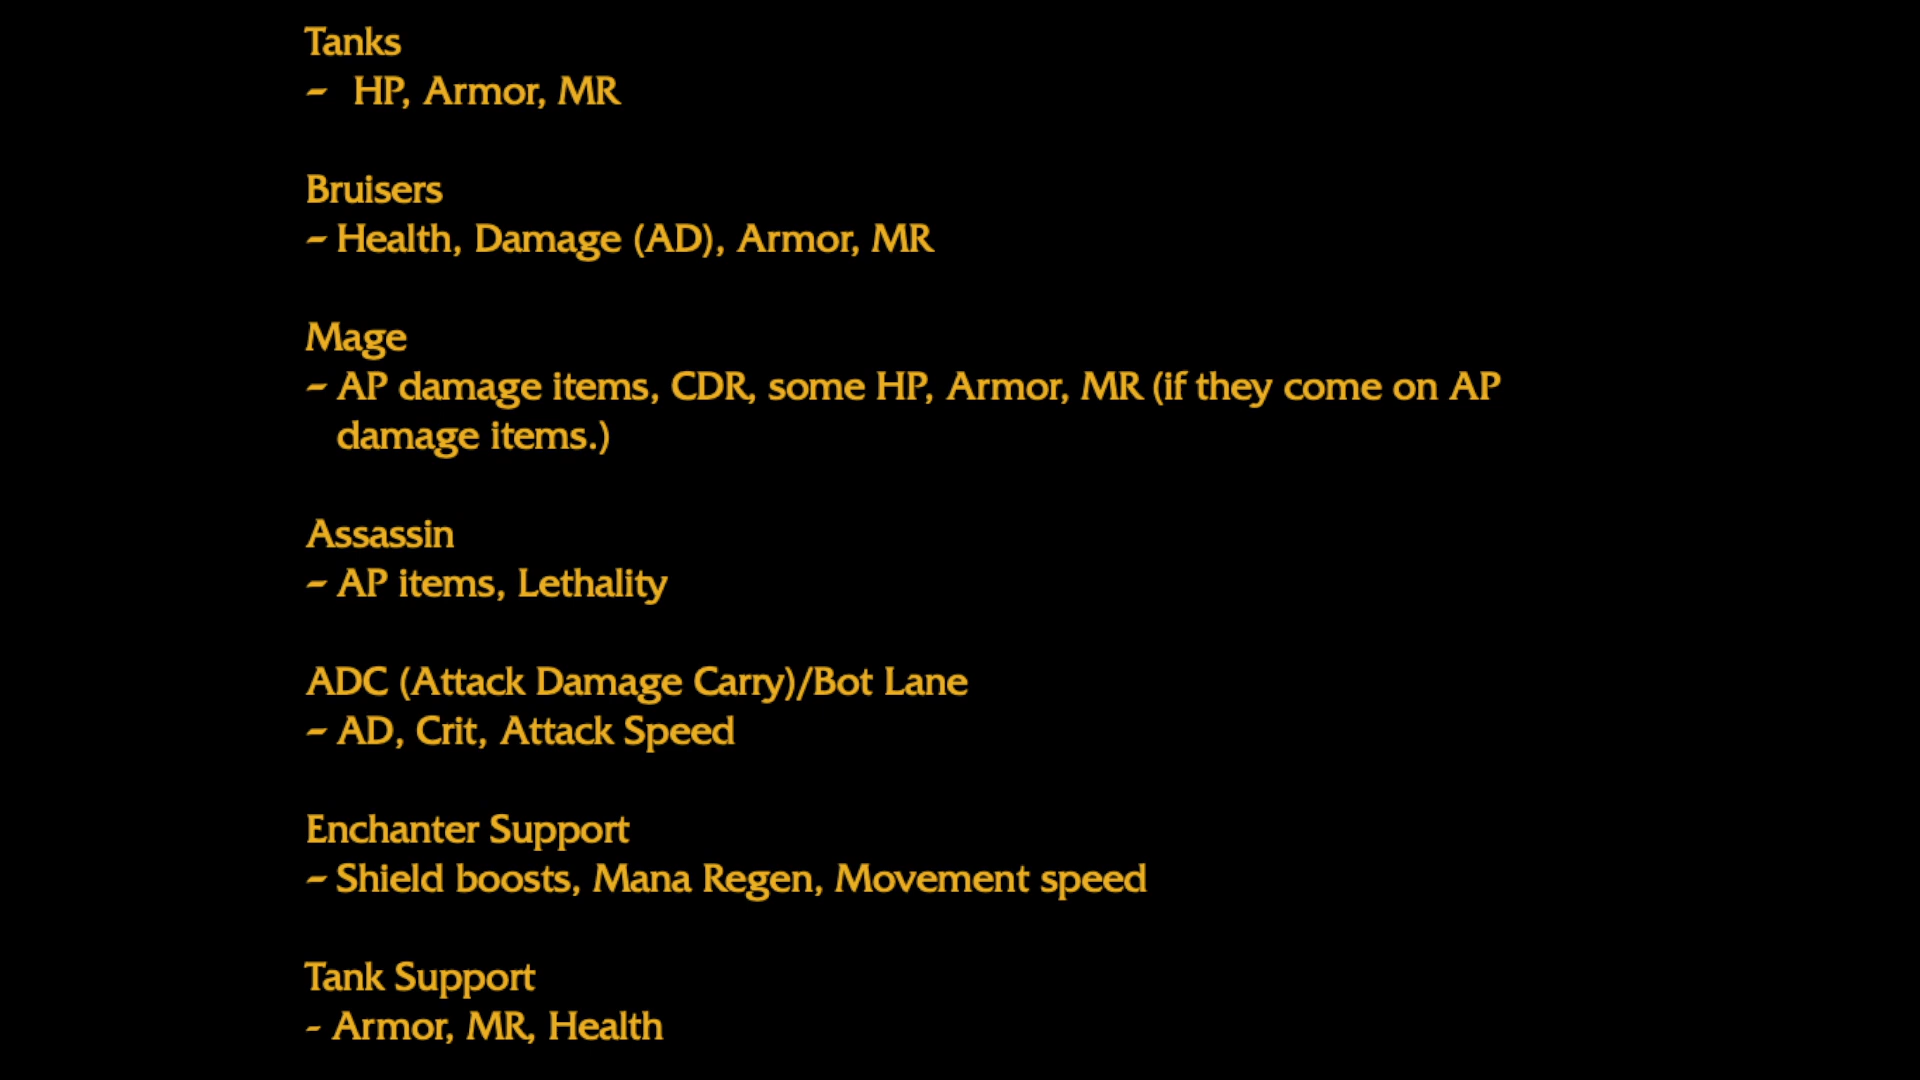 Tanks
- HP, Armor, MR
Bruisers
- Health, Damage (AD), Armor, MR
Mage
- AP damage items, CDR, some HP, Armor, MR (if they come on AP
damage items.)
Assassin
- AP items, Lethality
ADC (Attack Damage Carry)/Bot Lane
- AD, Crit, Attack Speed
Enchanter Support
- Shield boosts, Mana Regen, Movement speed
Tank Support
- Armor, MR, Health